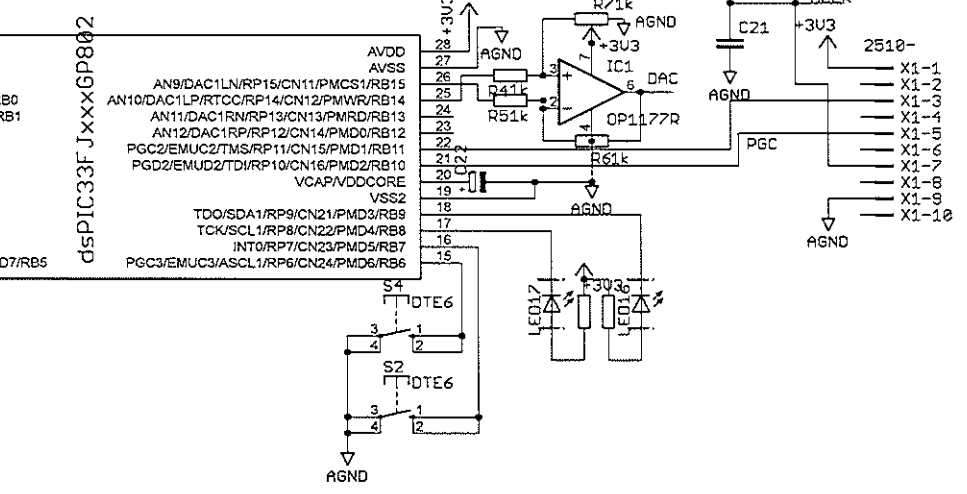 R71k
+3V3
AGND
C21
+3V3
2510-
dsPIC33FJxxxGP802
AVDD
28
AGND
+3V3
IC1
7
AVSS
27
X1-1
AN9/DAC1LN/RP15/CN11/PMCS1/RB15
26
R41k
3
+
6
DAC
AGND
X1-2
RB0
AN10/DAC1LP/RTCC/RP14/CN12/PMWR/RB14
25
R51k
2
-
X1-3
RB1
AN11/DAC1RN/RP13/CN13/PMRD/RB13
24
4
OP1177R
X1-4
AN12/DAC1RP/RP12/CN14/PMD0/RB12
23
X1-5
PGC2/EMUC2/TMS/RP11/CN15/PMD1/RB11
22
PGC
X1-6
PGD2/EMUD2/TDI/RP10/CN16/PMD2/RB10
21
R61k
X1-7
VCAP/VDDCORE
20
+
X1-8
VSS2
19
AGND
X1-9
TDO/SDA1/RP9/CN21/PMD3/RB9
18
X1-10
TCK/SCL1/RP8/CN22/PMD4/RB8
17
AGND
INT0/RP7/CN23/PMD5/RB7
16
D7/RB5
PGC3/EMUC3/ASCL1/RP6/CN24/PMD6/RB6
15
+3V3
LED17
LED16
S4
DTE6
3
1
4
2
S2
DTE6
3
1
4
2
AGND